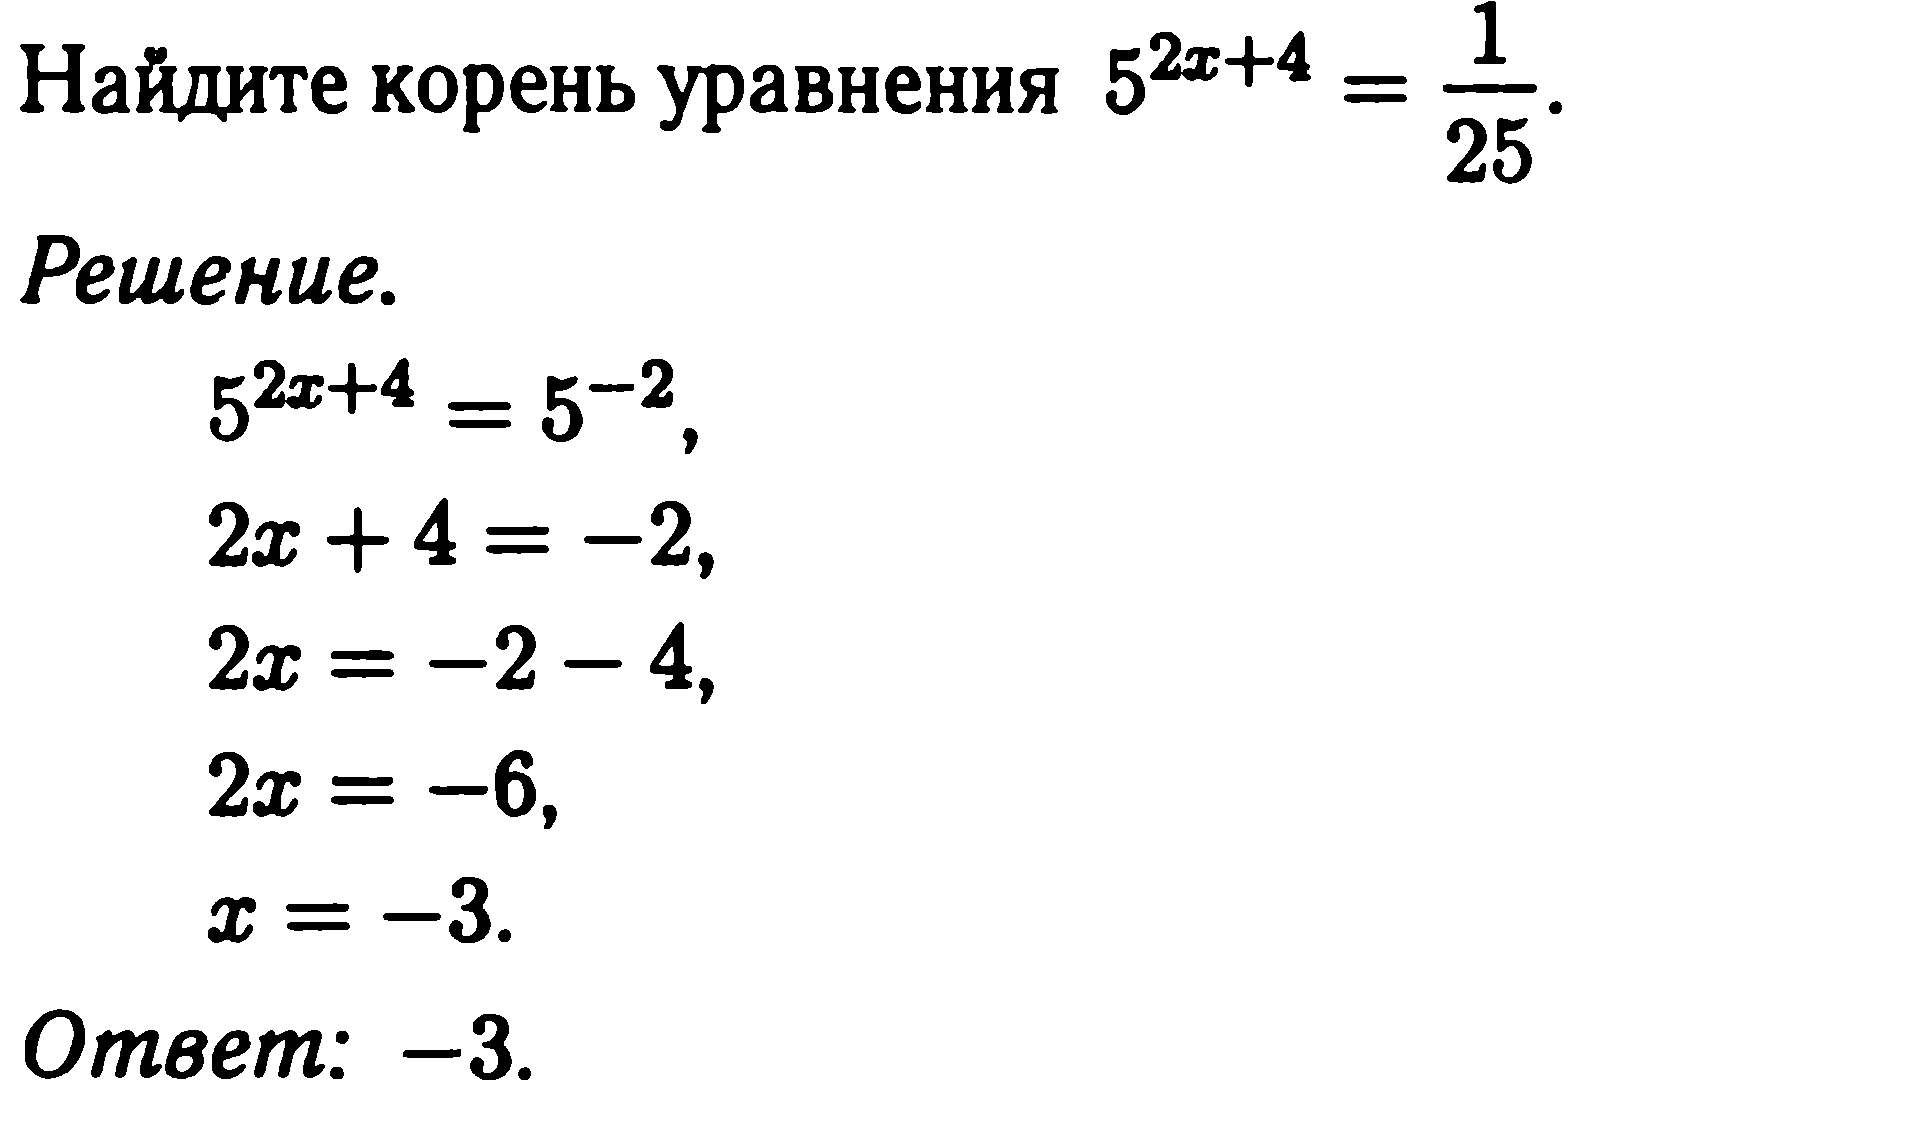 Найдите корень уравнения 5^{2x+4} = \frac{1}{25}.
Решение.
5^{2x+4} = 5^{-2},
2x + 4 = −2,
2x = −2 − 4,
2x = −6,
x = −3.
Ответ: −3.